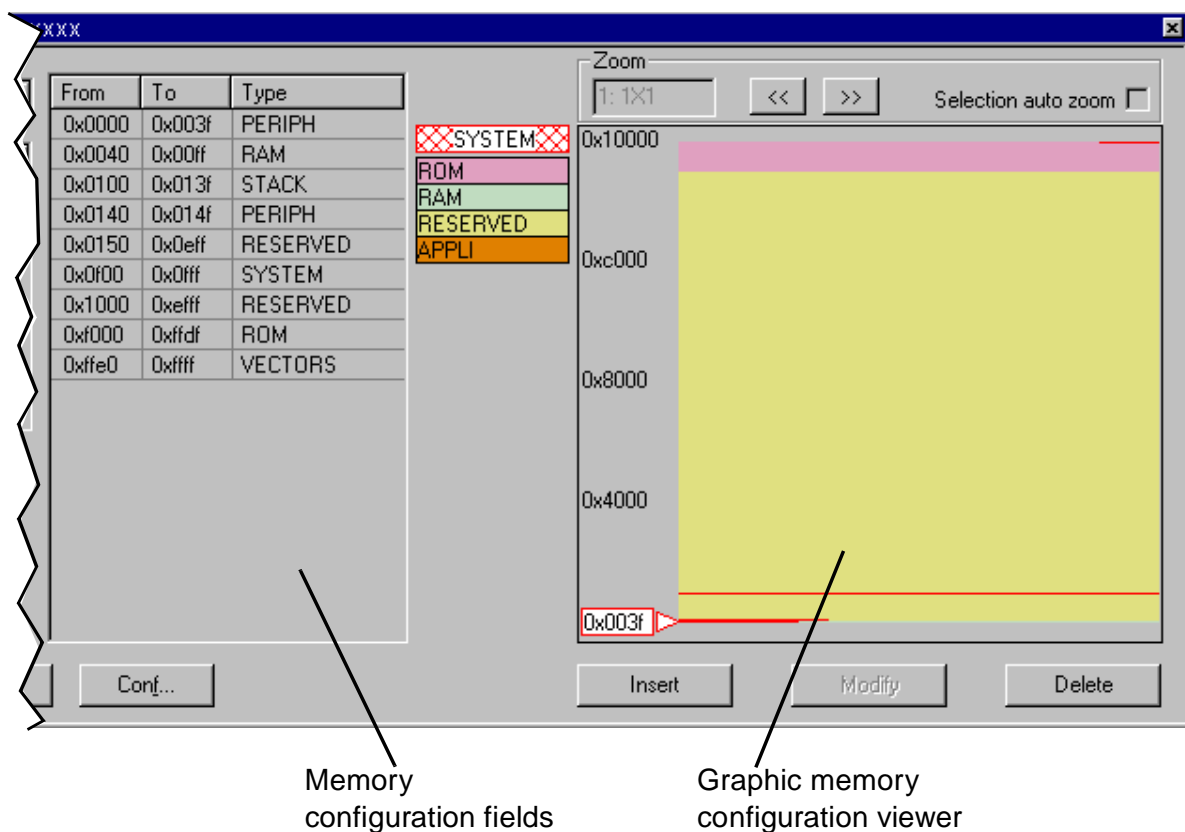 XXXX
From To Type
0x0000 0x003f PERIPH
0x0040 0x00ff RAM
0x0100 0x013f STACK
0x0140 0x014f PERIPH
0x0150 0x0eff RESERVED
0x0f00 0x0fff SYSTEM
0x1000 0xefff RESERVED
0xf000 0xffdf ROM
0xffe0 0xffff VECTORS
SYSTEM
ROM
RAM
RESERVED
APPLI
Zoom
1: 1X1 << >> Selection auto zoom
0x10000
0xc000
0x8000
0x4000
0x003f
Conf... Insert Modify Delete
Memory
configuration fields
Graphic memory
configuration viewer